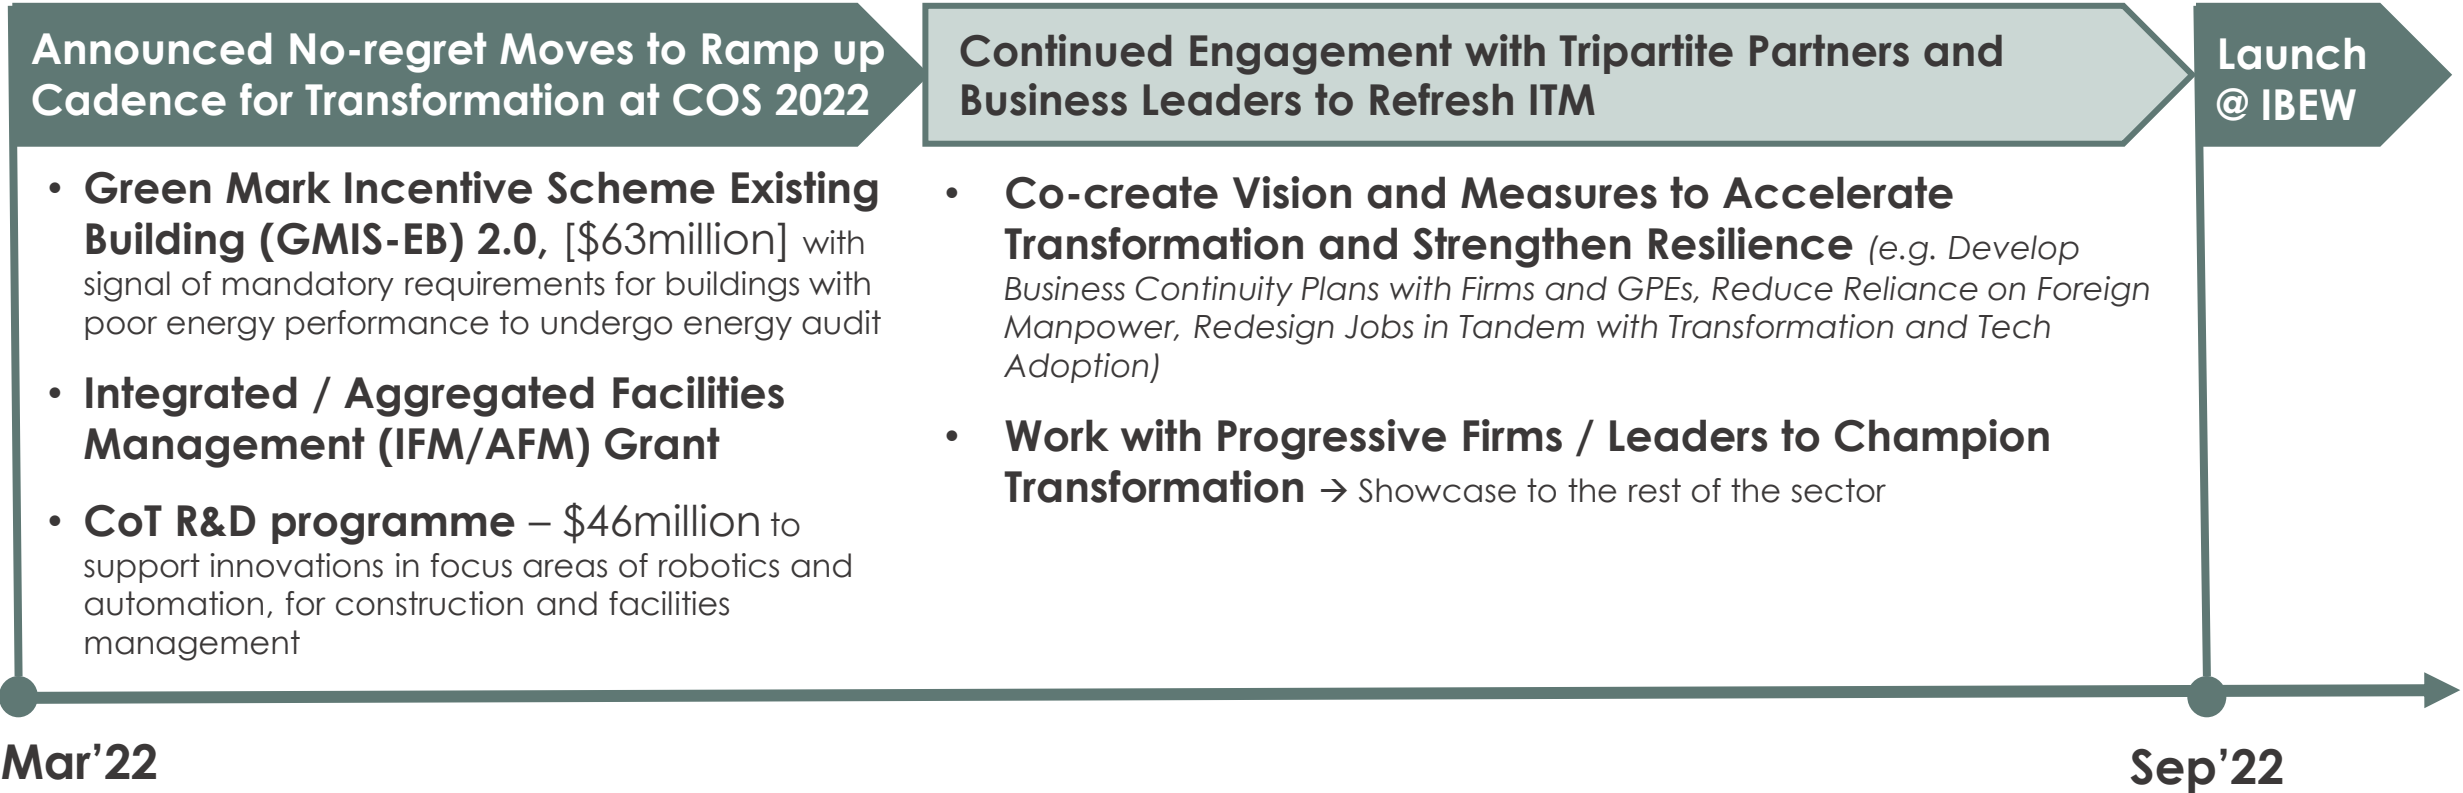 Announced No-regret Moves to Ramp up
Cadence for Transformation at COS 2022
• Green Mark Incentive Scheme Existing
Building (GMIS-EB) 2.0, [$63million] with
signal of mandatory requirements for buildings with
poor energy performance to undergo energy audit
• Integrated / Aggregated Facilities
Management (IFM/AFM) Grant
• CoT R&D programme – $46million to
support innovations in focus areas of robotics and
automation, for construction and facilities
management
Continued Engagement with Tripartite Partners and
Business Leaders to Refresh ITM
• Co-create Vision and Measures to Accelerate
Transformation and Strengthen Resilience (e.g. Develop
Business Continuity Plans with Firms and GPEs, Reduce Reliance on Foreign
Manpower, Redesign Jobs in Tandem with Transformation and Tech
Adoption)
• Work with Progressive Firms / Leaders to Champion
Transformation → Showcase to the rest of the sector
Launch
@ IBEW
Mar’22
Sep’22